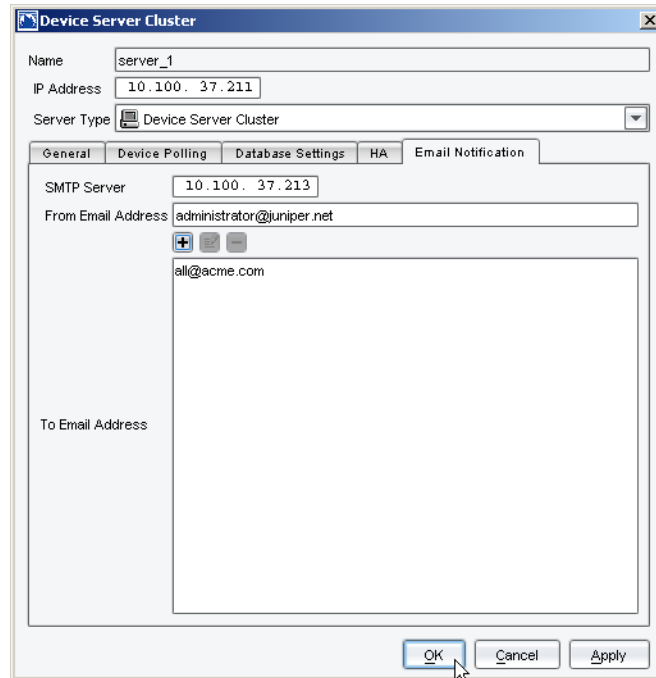 Device Server Cluster
Name server_1
IP Address 10.100. 37.211
Server Type Device Server Cluster
General Device Polling Database Settings HA Email Notification
SMTP Server 10.100. 37.213
From Email Address administrator@juniper.net
all@acme.com
To Email Address
OK Cancel Apply